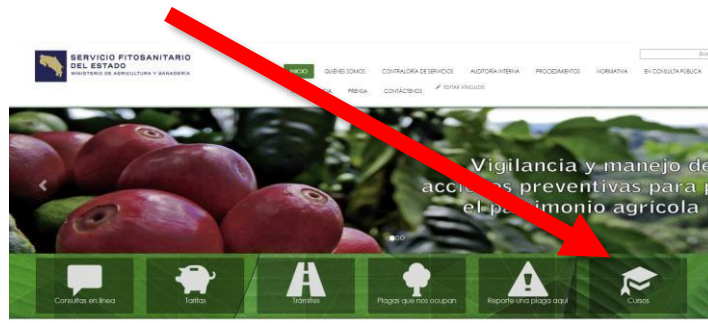 SERVICIO FITOSANITARIO
DEL ESTADO
MINISTERIO DE AGRICULTURA Y GANADERÍA
INICIO QUIÉNES SOMOS CONTRALORÍA DE SERVICIOS AUDITORÍA INTERNA PROCEDIMIENTOS NORMATIVA EN CONSULTA PÚBLICA
PRENSA CONTÁCTENOS EDITAR VÍNCULOS
Vigilancia y manejo de
preventivas para
el patrimonio agrícola
Consultas en línea Tarifas Trámites Plagas que nos ocupan Reporte una plaga aquí Cursos